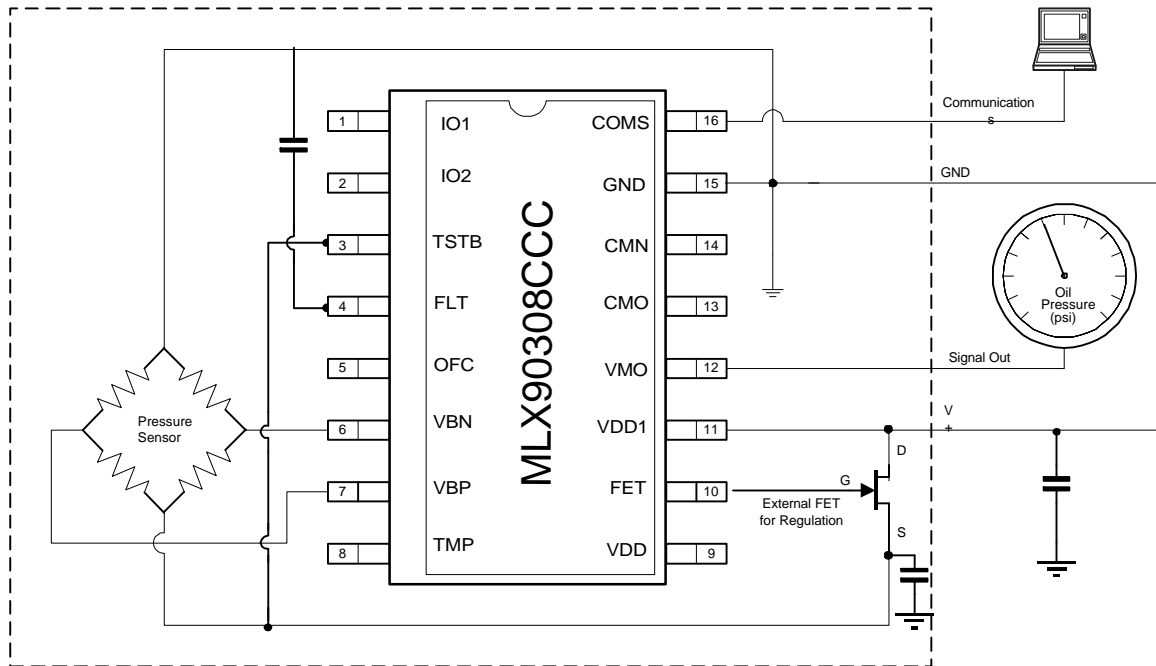 Communication
s
1
IO1
COMS
16
2
IO2
GND
15
GND
3
TSTB
CMN
14
4
FLT
CMO
13
Oil
Pressure
(psi)
5
OFC
VMO
12
Signal Out
Pressure
Sensor
6
VBN
VDD1
11
V
+
D
7
VBP
FET
10
G
External FET
for Regulation
S
8
TMP
VDD
9
MLX90308CCC